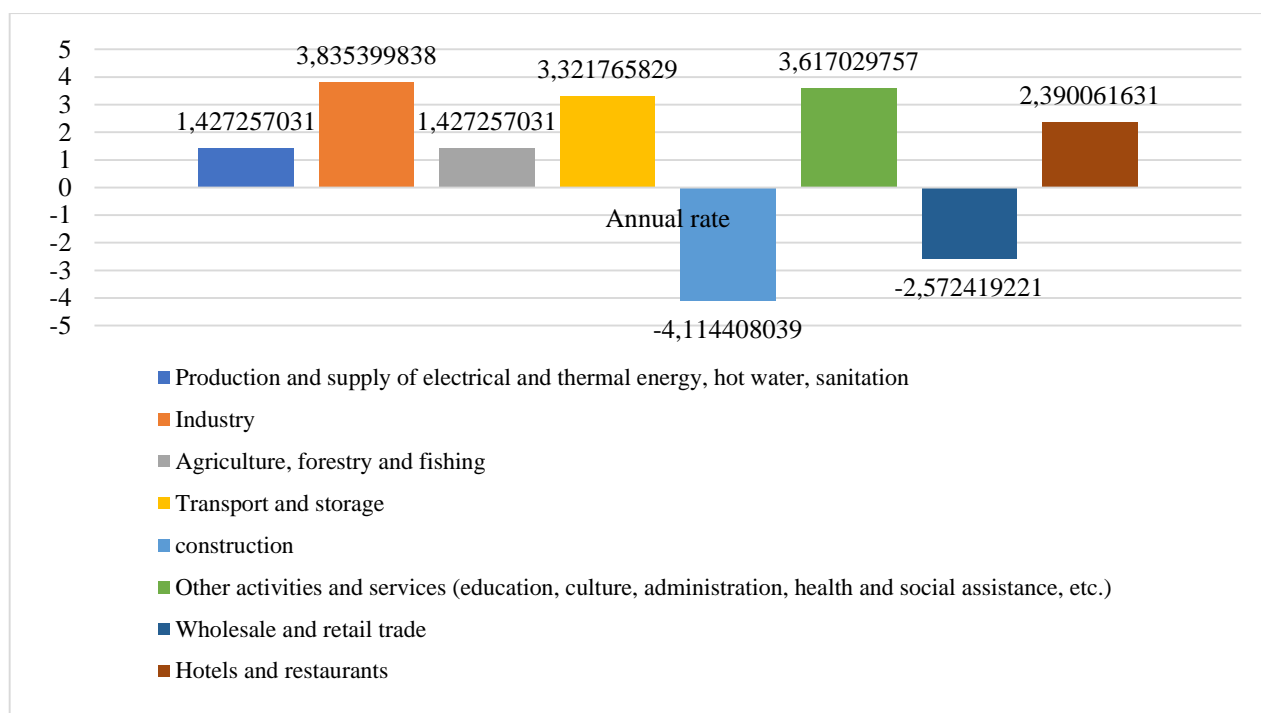 5
4
3
2
1
0
-1
-2
-3
-4
-5
1,427257031
3,835399838
1,427257031
3,321765829
-4,114408039
3,617029757
-2,572419221
2,390061631
Annual rate
Production and supply of electrical and thermal energy, hot water, sanitation
Industry
Agriculture, forestry and fishing
Transport and storage
construction
Other activities and services (education, culture, administration, health and social assistance, etc.)
Wholesale and retail trade
Hotels and restaurants